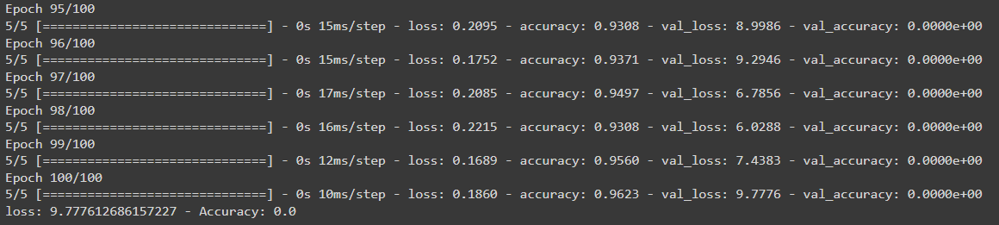 Epoch 95/100
5/5 [==============================] - 0s 15ms/step - loss: 0.2095 - accuracy: 0.9308 - val_loss: 8.9986 - val_accuracy: 0.0000e+00
Epoch 96/100
5/5 [==============================] - 0s 15ms/step - loss: 0.1752 - accuracy: 0.9371 - val_loss: 9.2946 - val_accuracy: 0.0000e+00
Epoch 97/100
5/5 [==============================] - 0s 17ms/step - loss: 0.2085 - accuracy: 0.9497 - val_loss: 6.7856 - val_accuracy: 0.0000e+00
Epoch 98/100
5/5 [==============================] - 0s 16ms/step - loss: 0.2215 - accuracy: 0.9308 - val_loss: 6.0288 - val_accuracy: 0.0000e+00
Epoch 99/100
5/5 [==============================] - 0s 12ms/step - loss: 0.1689 - accuracy: 0.9560 - val_loss: 7.4383 - val_accuracy: 0.0000e+00
Epoch 100/100
5/5 [==============================] - 0s 10ms/step - loss: 0.1860 - accuracy: 0.9623 - val_loss: 9.7776 - val_accuracy: 0.0000e+00
loss: 9.777612686157227 - Accuracy: 0.0